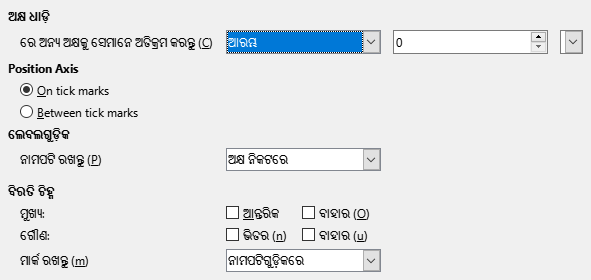 ଅକ୍ଷ ଧାଡ଼ି
ରେ ଅନ୍ୟ ଅକ୍ଷକୁ ସେମାନେ ଅତିକ୍ରମ କରନ୍ତୁ (C) ଆରମ୍ଭ 0
Position Axis
On tick marks
Between tick marks
ଲେବଲଗୁଡ଼ିକ
ନାମପଟି ରଖନ୍ତୁ (P) ଅକ୍ଷ ନିକଟରେ
ବିରତି ଚିହ୍ନ
ମୁଖ୍ୟ: ଆନ୍ତରିକ ବାହାର (O)
ଗୌଣ: ଭିତର (n) ବାହାର (u)
ମାର୍କ ରଖନ୍ତୁ (m) ନାମପଟିଗୁଡ଼ିକରେ